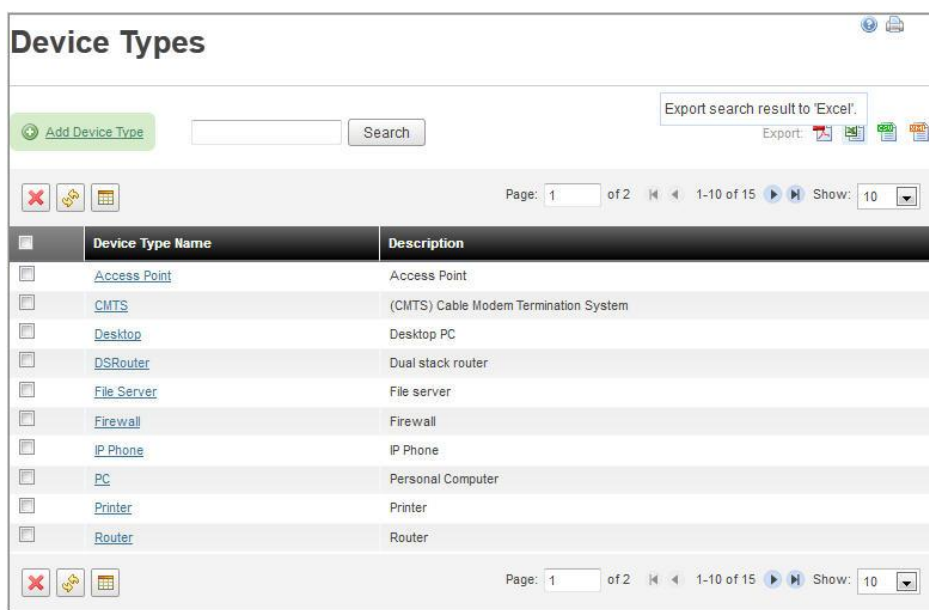 Device Types
Export search result to 'Excel'.
Add Device Type
Search
Export:
Page: 1 of 2 1-10 of 15 Show: 10
Device Type Name Description
Access Point Access Point
CMTS (CMTS) Cable Modem Termination System
Desktop Desktop PC
DSRouter Dual stack router
File Server File server
Firewall Firewall
IP Phone IP Phone
PC Personal Computer
Printer Printer
Router Router
Page: 1 of 2 1-10 of 15 Show: 10